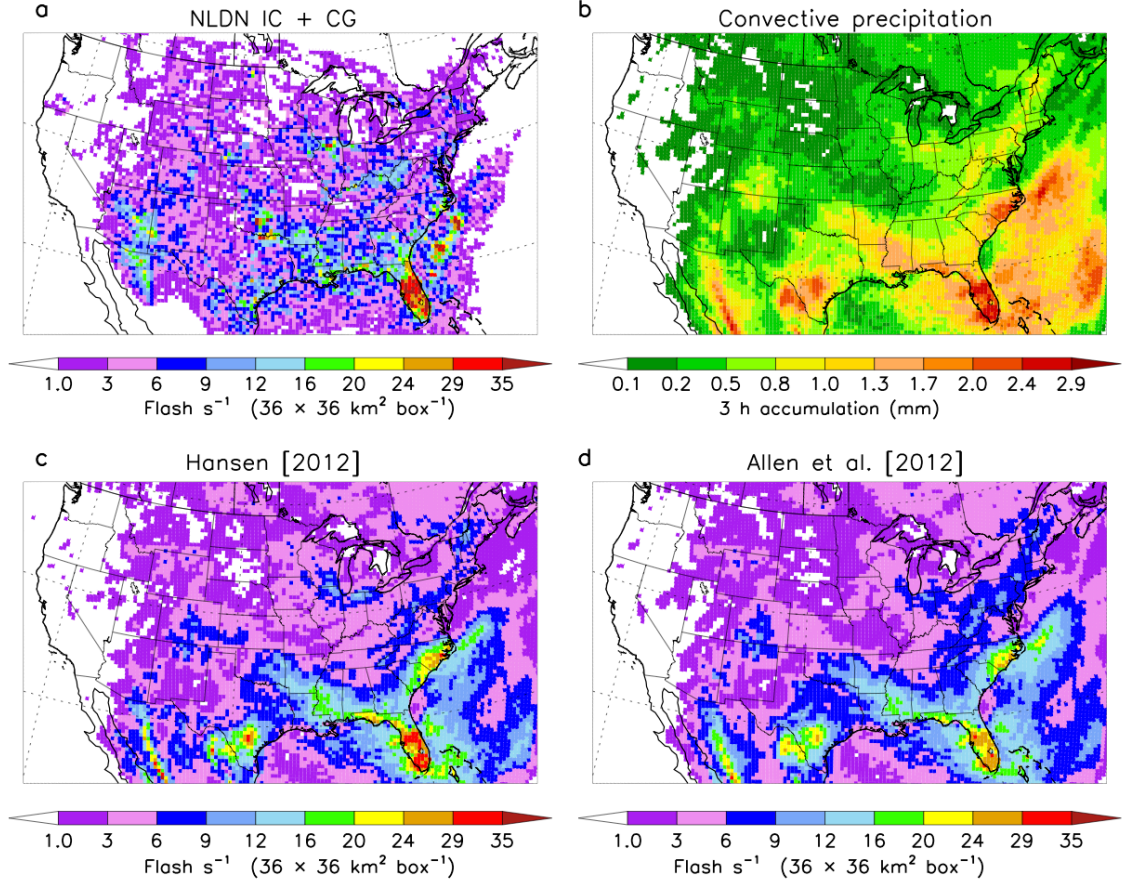 a NLDN IC + CG
b Convective precipitation
1.0 3 6 9 12 16 20 24 29 35
Flash s⁻¹ (36 × 36 km² box⁻¹)
0.1 0.2 0.5 0.8 1.0 1.3 1.7 2.0 2.4 2.9
3 h accumulation (mm)
c Hansen [2012]
d Allen et al. [2012]
1.0 3 6 9 12 16 20 24 29 35
Flash s⁻¹ (36 × 36 km² box⁻¹)
1.0 3 6 9 12 16 20 24 29 35
Flash s⁻¹ (36 × 36 km² box⁻¹)